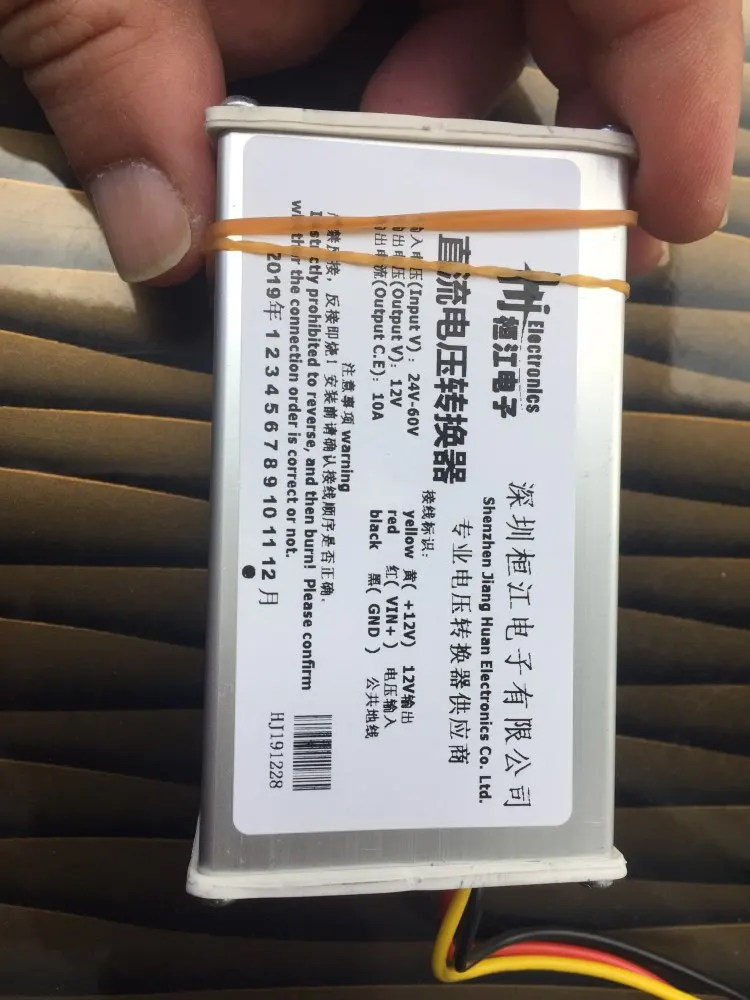 Electronics
桓江电子
深圳桓江电子有限公司
Shenzhen Jiang Huan Electronics Co. Ltd.
专业电压转换器供应商
直流电压转换器
输入电压(Input V)： 24V-60V
输出电压(Output V)： 12V
输出电流(Output C.E)： 10A
接线标识：
yellow 黄( +12V) 12V输出
red 红( VIN+ ) 电压输入
black 黑( GND ) 公共地线
注意事项 warning
严禁反接，反接即烧！安装前请确认接线顺序是否正确.
It strictly prohibited to reverse, and then burn! Please confirm
whether the connection order is correct or not.
2019年 1 2 3 4 5 6 7 8 9 10 11 12 月
HJ191228